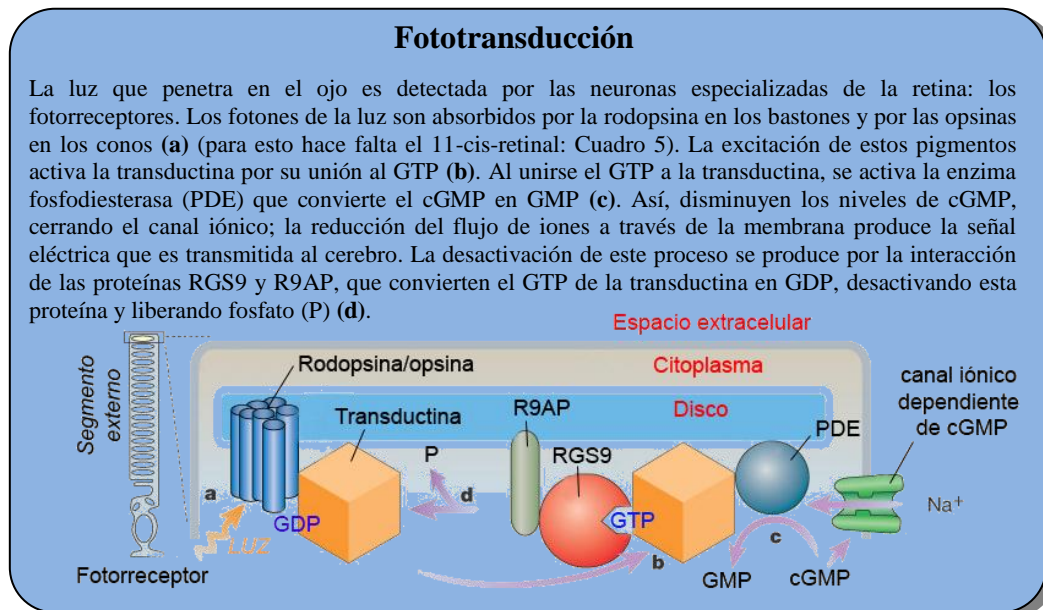 Fototransducción
La luz que penetra en el ojo es detectada por las neuronas especializadas de la retina: los
fotorreceptores. Los fotones de la luz son absorbidos por la rodopsina en los bastones y por las opsinas
en los conos (a) (para esto hace falta el 11-cis-retinal: Cuadro 5). La excitación de estos pigmentos
activa la transductina por su unión al GTP (b). Al unirse el GTP a la transductina, se activa la enzima
fosfodiesterasa (PDE) que convierte el cGMP en GMP (c). Así, disminuyen los niveles de cGMP,
cerrando el canal iónico; la reducción del flujo de iones a través de la membrana produce la señal
eléctrica que es transmitida al cerebro. La desactivación de este proceso se produce por la interacción
de las proteínas RGS9 y R9AP, que convierten el GTP de la transductina en GDP, desactivando esta
proteína y liberando fosfato (P) (d).
Espacio extracelular
Segmento
externo
Rodopsina/opsina
Citoplasma
canal iónico
dependiente
de cGMP
Transductina
R9AP
Disco
PDE
P
RGS9
a
d
Na+
GDP
GTP
LUZ
b
c
Fotorreceptor
GMP
cGMP